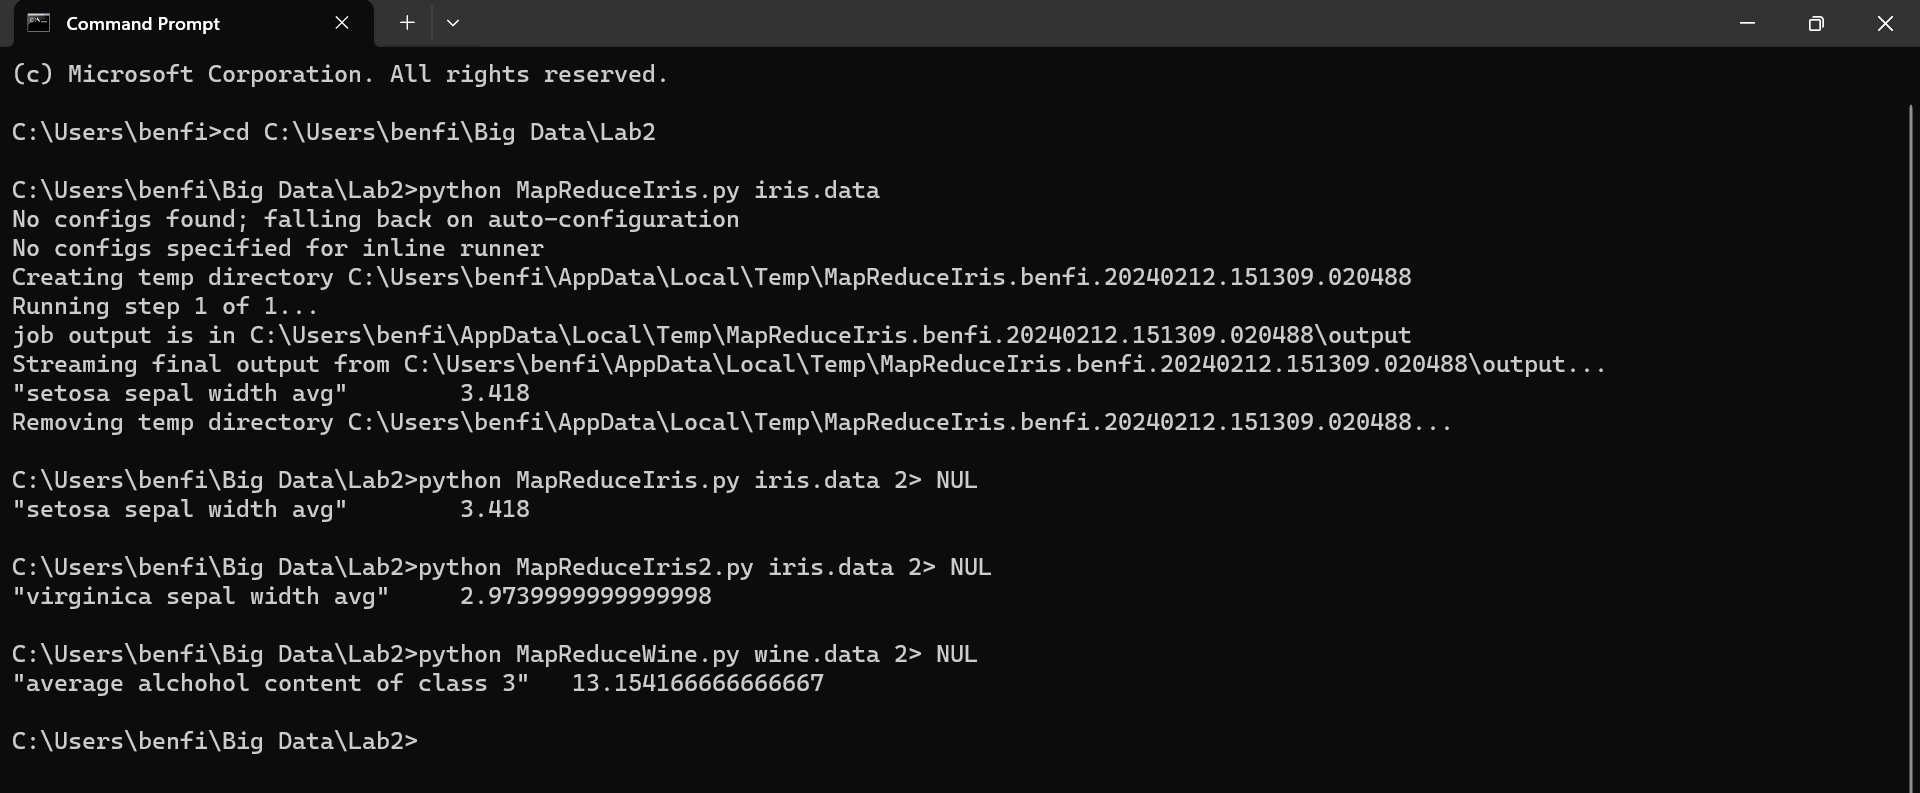 Command Prompt
(c) Microsoft Corporation. All rights reserved.
C:\Users\benfi>cd C:\Users\benfi\Big Data\Lab2
C:\Users\benfi\Big Data\Lab2>python MapReduceIris.py iris.data
No configs found; falling back on auto-configuration
No configs specified for inline runner
Creating temp directory C:\Users\benfi\AppData\Local\Temp\MapReduceIris.benfi.20240212.151309.020488
Running step 1 of 1...
job output is in C:\Users\benfi\AppData\Local\Temp\MapReduceIris.benfi.20240212.151309.020488\output
Streaming final output from C:\Users\benfi\AppData\Local\Temp\MapReduceIris.benfi.20240212.151309.020488\output...
"setosa sepal width avg"        3.418
Removing temp directory C:\Users\benfi\AppData\Local\Temp\MapReduceIris.benfi.20240212.151309.020488...
C:\Users\benfi\Big Data\Lab2>python MapReduceIris.py iris.data 2> NUL
"setosa sepal width avg"        3.418
C:\Users\benfi\Big Data\Lab2>python MapReduceIris2.py iris.data 2> NUL
"virginica sepal width avg"     2.9739999999999998
C:\Users\benfi\Big Data\Lab2>python MapReduceWine.py wine.data 2> NUL
"average alchohol content of class 3"   13.154166666666667
C:\Users\benfi\Big Data\Lab2>